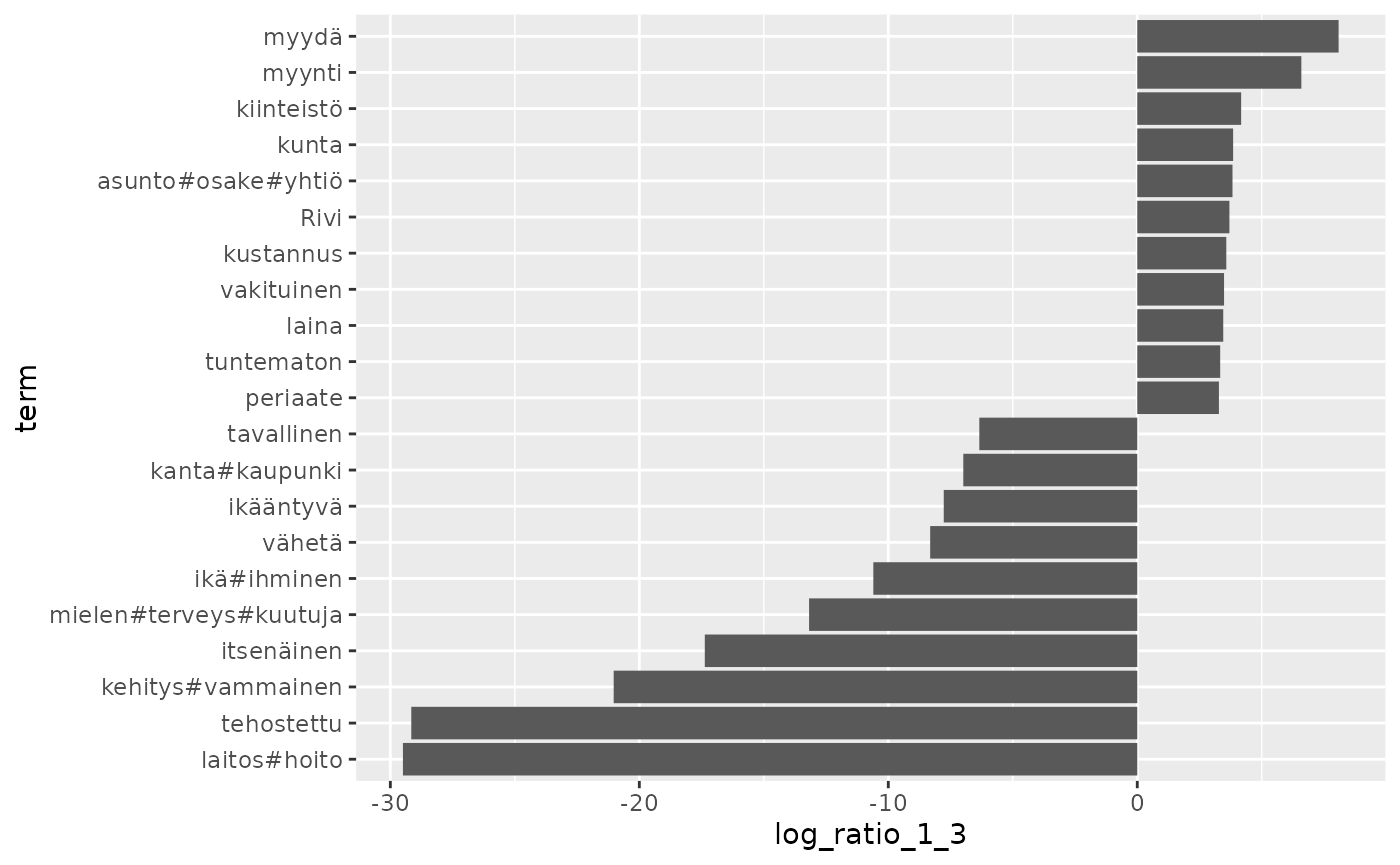 myydä
myynti
kiinteistö
kunta
asunto#osake#yhtiö
Rivi
kustannus
vakituinen
laina
tuntematon
periaate
tavallinen
kanta#kaupunki
ikääntyvä
vähetä
ikä#ihminen
mielen#terveys#kuutuja
itsenäinen
kehitys#vammainen
tehostettu
laitos#hoito
term
-30 -20 -10 0
log_ratio_1_3